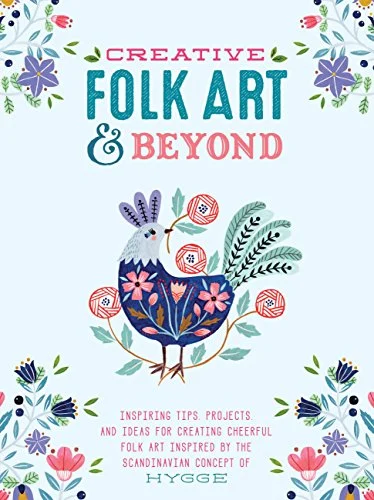 CREATIVE
FOLK ART
& BEYOND
INSPIRING TIPS, PROJECTS,
AND IDEAS FOR CREATING CHEERFUL
FOLK ART INSPIRED BY THE
SCANDINAVIAN CONCEPT OF
HYGGE